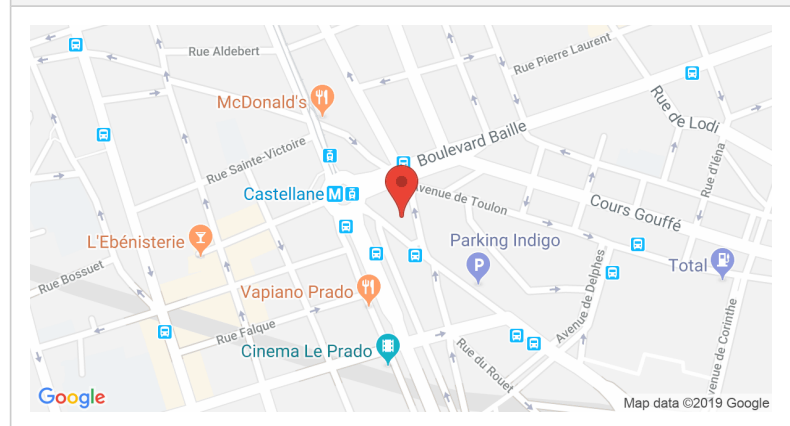 Rue Aldebert
Rue Pierre Laurent
McDonald's
Rue de Lodi
Boulevard Baille
Rue Sainte-Victoire
Rue d'Iéna
Castellane M
Avenue de Toulon
Cours Gouffé
L'Ebénisterie
Parking Indigo
P
Total
Rue Bossuet
Vapiano Prado
Avenue de Delphes
Rue Falque
Cinema Le Prado
Rue du Rouet
venue de Corinthe
Google
Map data ©2019 Google